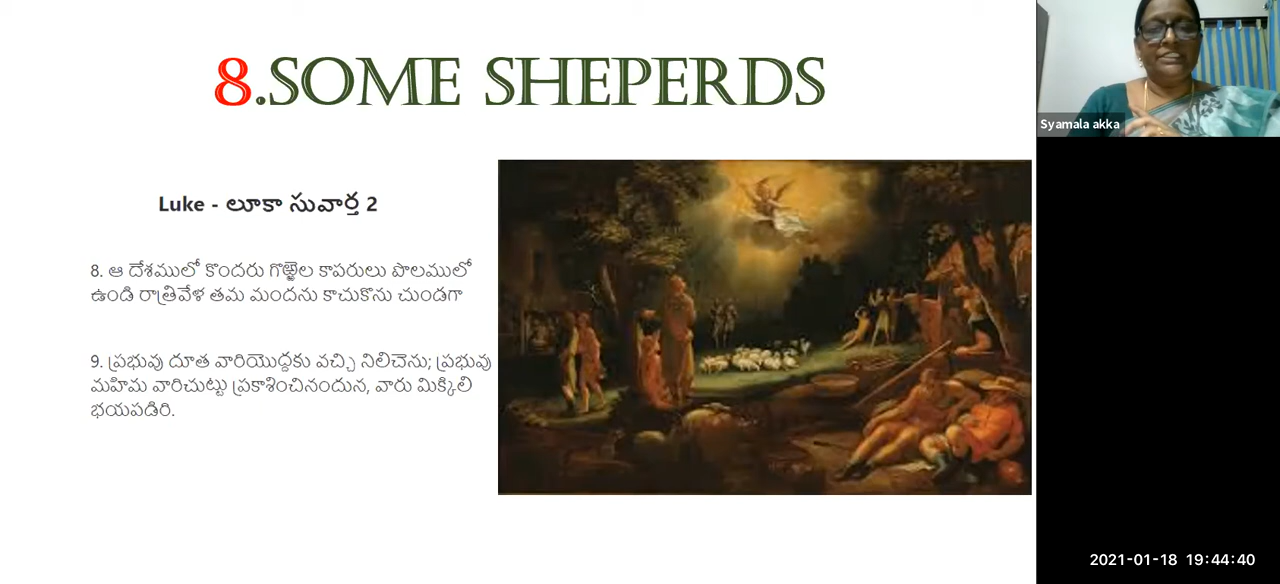 8.SOME SHEPERDS
Syamala akka
Luke - లూకా సువార్త 2
8. ఆ దేశములో కొందరు గొఱ్ఱెల కాపరులు పొలములో
ఉండి రాత్రివేళ తమ మందను కాచుకొను చుండగా
9. ప్రభువు దూత వారియొద్దకు వచ్చి నిలిచెను; ప్రభువు
మహిమ వారిచుట్టు ప్రకాశించినందున, వారు మిక్కిలి
భయపడిరి.
2021-01-18 19:44:40